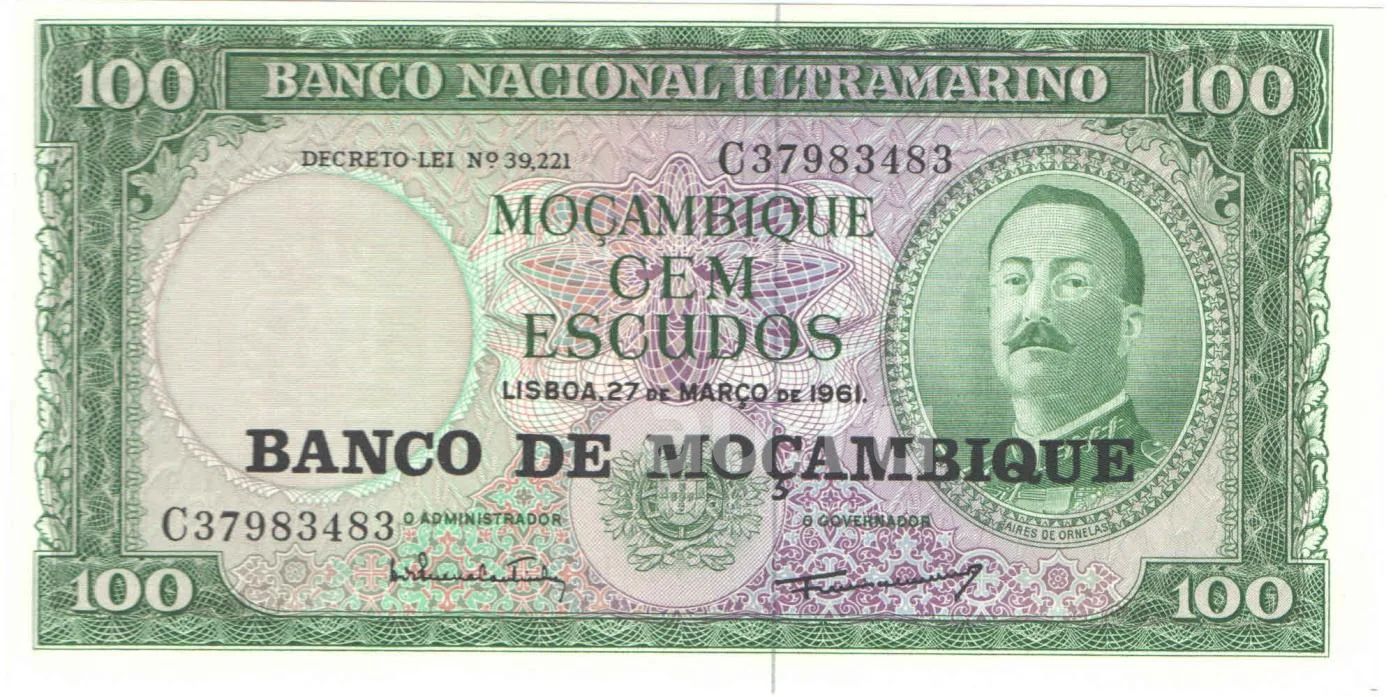 100 BANCO NACIONAL ULTRAMARINO 100
DECRETO-LEI Nº 39,221 C37983483
MOÇAMBIQUE
CEM
ESCUDOS
LISBOA, 27 DE MARÇO DE 1961.
BANCO DE MOÇAMBIQUE
C37983483 O ADMINISTRADOR O GOVERNADOR
AIRES DE ORNELAS
100 100